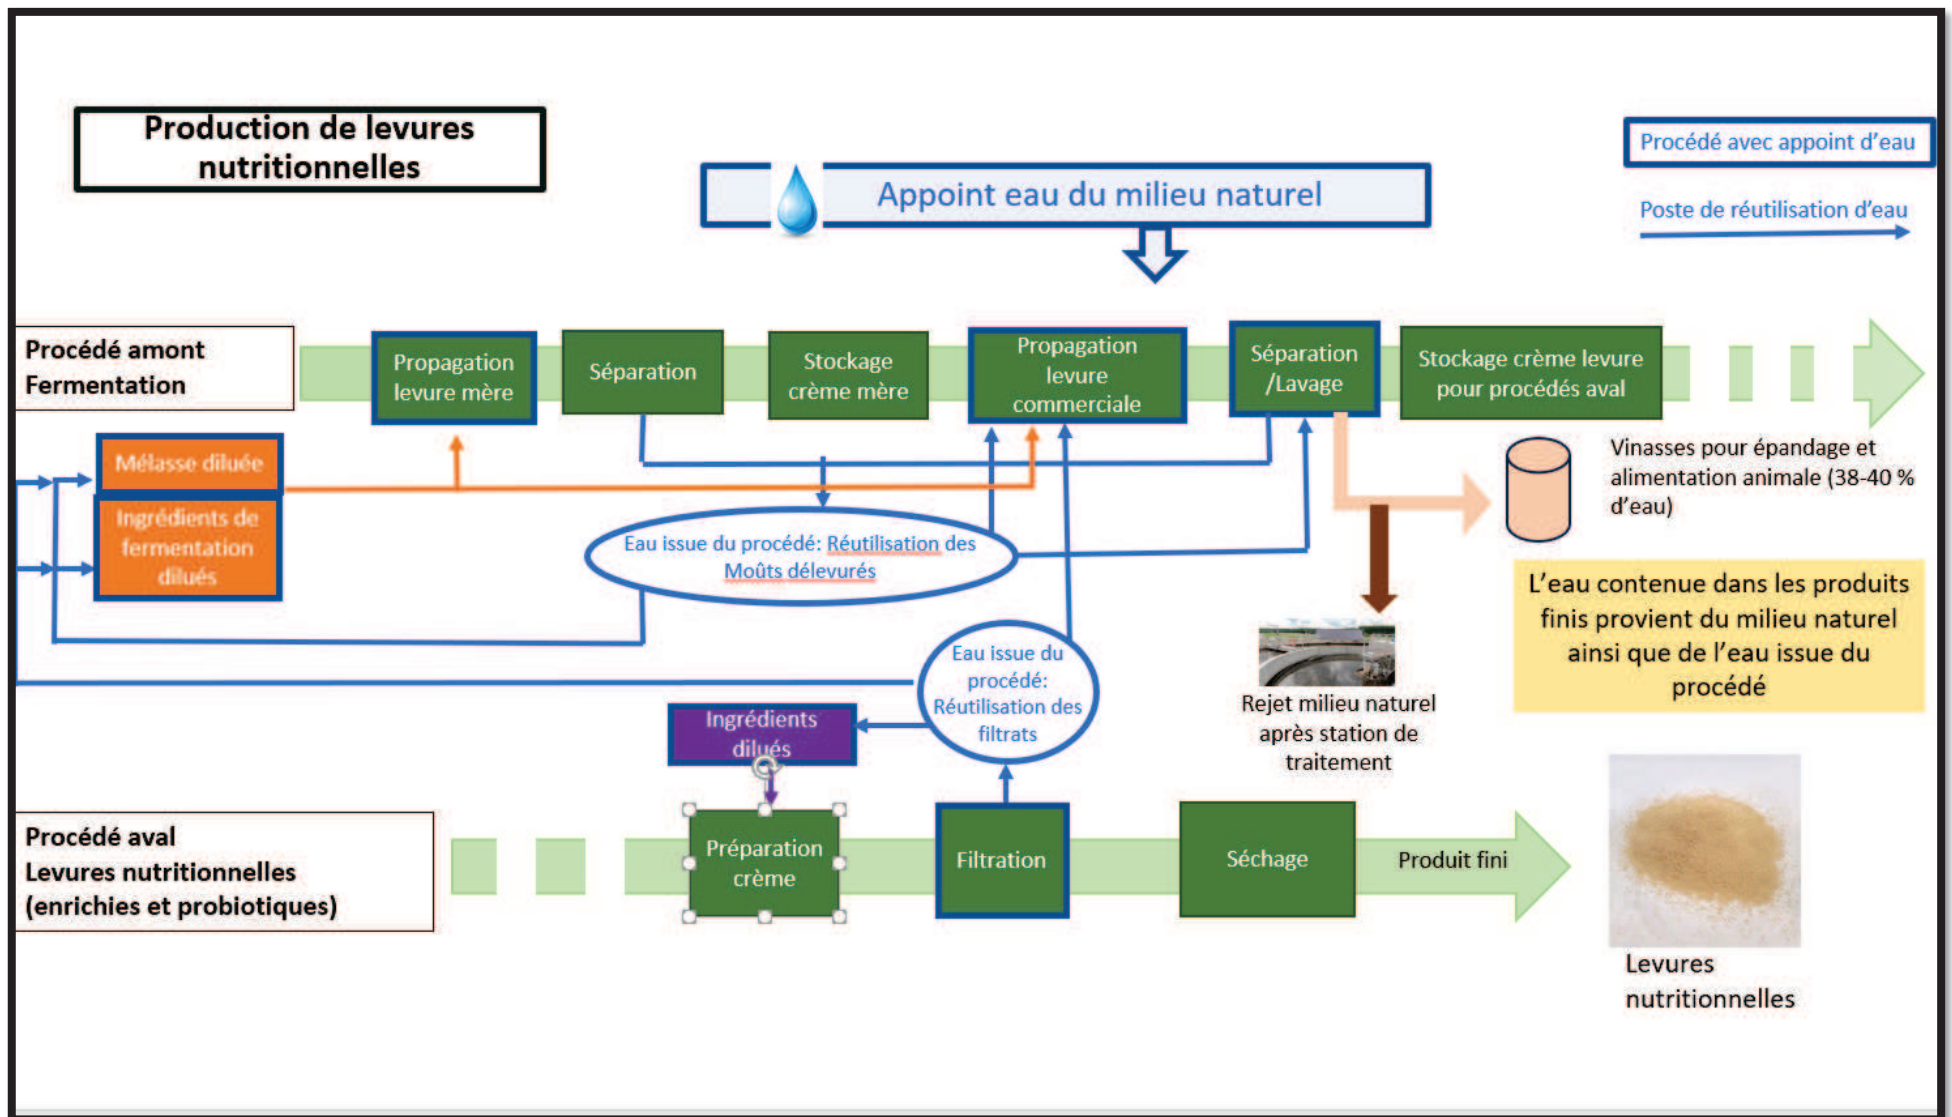 Production de levures
nutritionnelles
Procédé avec appoint d'eau
Appoint eau du milieu naturel
Poste de réutilisation d'eau
Procédé amont
Fermentation
Propagation
levure mère
Séparation
Stockage
crème mère
Propagation
levure
commerciale
Séparation
/Lavage
Stockage crème levure
pour procédés aval
Mélasse diluée
Ingrédients de
fermentation
dilués
Vinasses pour épandage et
alimentation animale (38-40 %
d'eau)
Eau issue du procédé: Réutilisation des
Moûts délevurés
L'eau contenue dans les produits
finis provient du milieu naturel
ainsi que de l'eau issue du
procédé
Eau issue du
procédé:
Réutilisation des
filtrats
Rejet milieu naturel
après station de
traitement
Ingrédients
dilués
Procédé aval
Levures nutritionnelles
(enrichies et probiotiques)
Préparation
crème
Filtration
Séchage
Produit fini
Levures
nutritionnelles